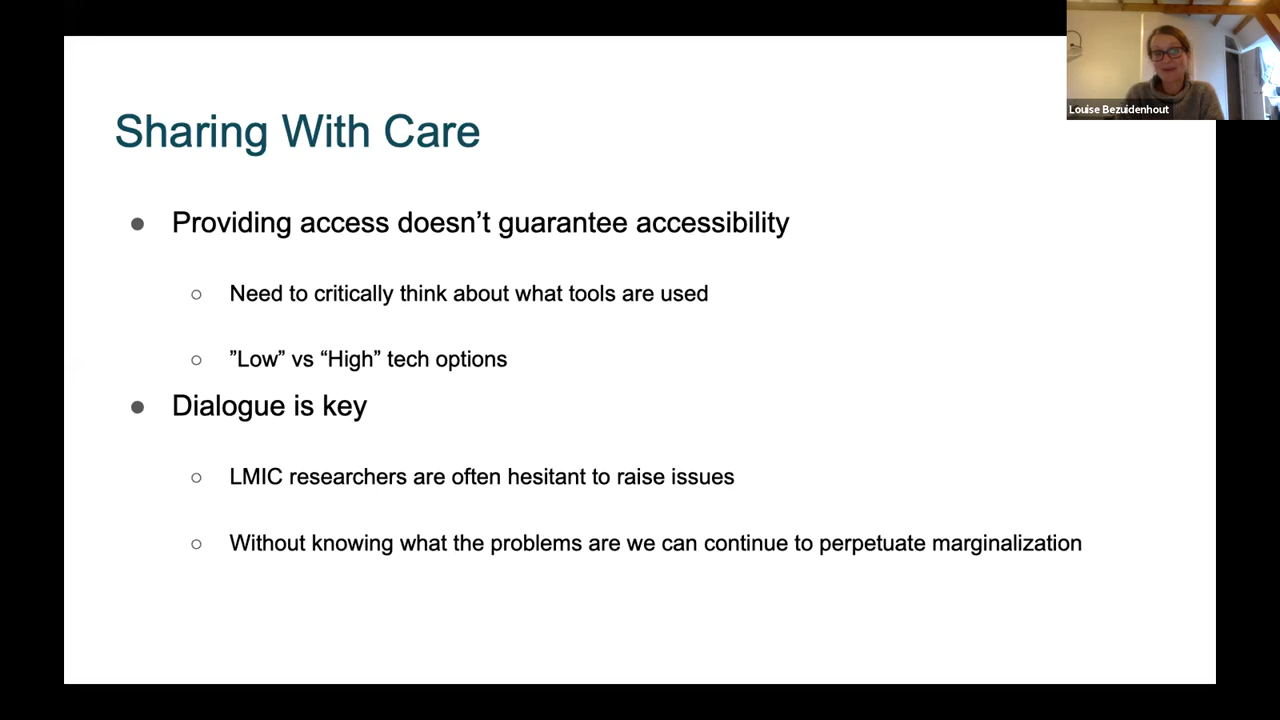 Louise Bezuidenhout
Sharing With Care
● Providing access doesn’t guarantee accessibility
○ Need to critically think about what tools are used
○ ”Low” vs “High” tech options
● Dialogue is key
○ LMIC researchers are often hesitant to raise issues
○ Without knowing what the problems are we can continue to perpetuate marginalization